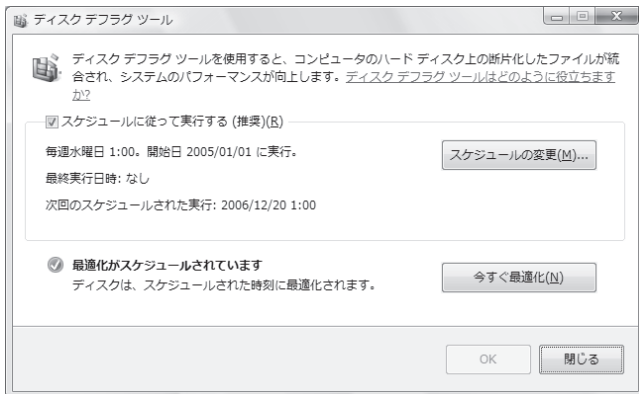 ディスク デフラグ ツール
ディスク デフラグ ツールを使用すると、コンピュータのハード ディスク上の断片化したファイルが統
合され、システムのパフォーマンスが向上します。ディスク デフラグ ツールはどのように役立ちます
か?
スケジュールに従って実行する (推奨)(R)
毎週水曜日 1:00。開始日 2005/01/01 に実行。
スケジュールの変更(M)...
最終実行日時: なし
次回のスケジュールされた実行: 2006/12/20 1:00
最適化がスケジュールされています
ディスクは、スケジュールされた時刻に最適化されます。
今すぐ最適化(N)
OK
閉じる